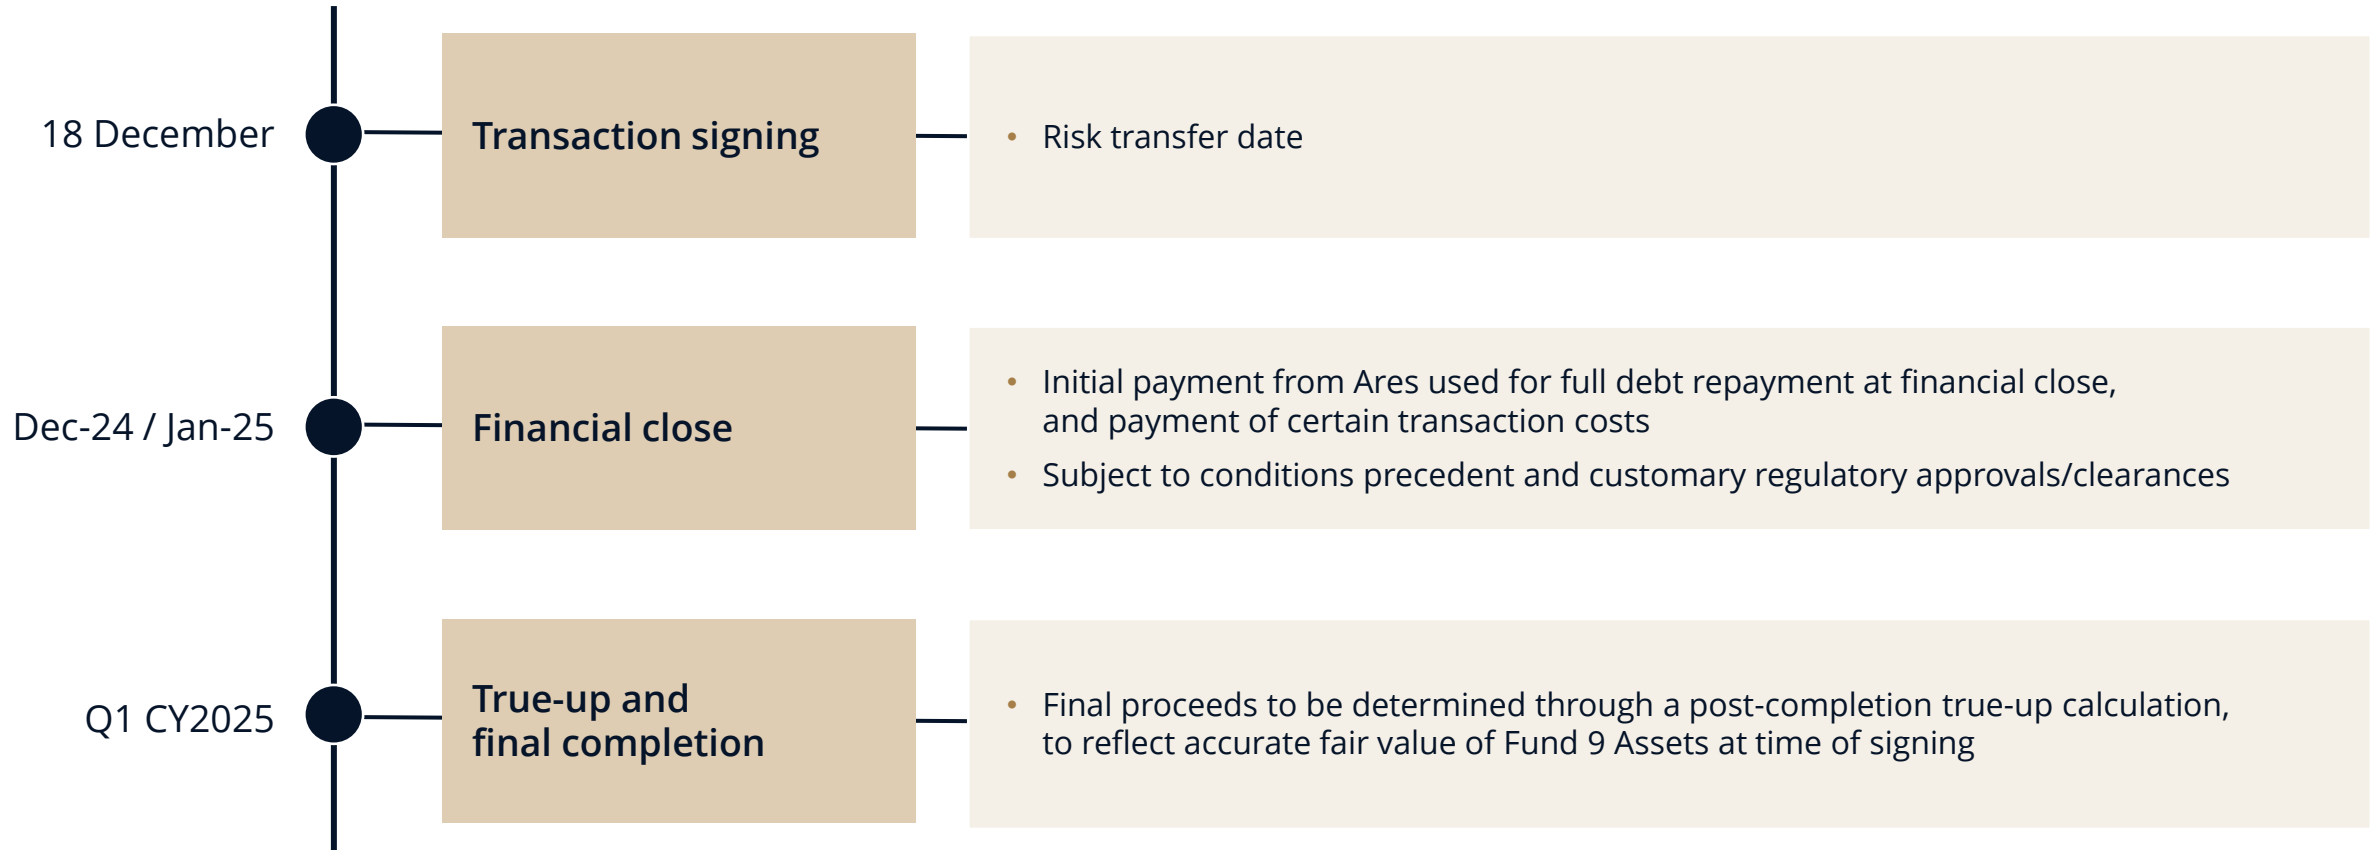 18 December
Transaction signing
• Risk transfer date
Dec-24 / Jan-25
Financial close
• Initial payment from Ares used for full debt repayment at financial close,
and payment of certain transaction costs
• Subject to conditions precedent and customary regulatory approvals/clearances
Q1 CY2025
True-up and
final completion
• Final proceeds to be determined through a post-completion true-up calculation,
to reflect accurate fair value of Fund 9 Assets at time of signing